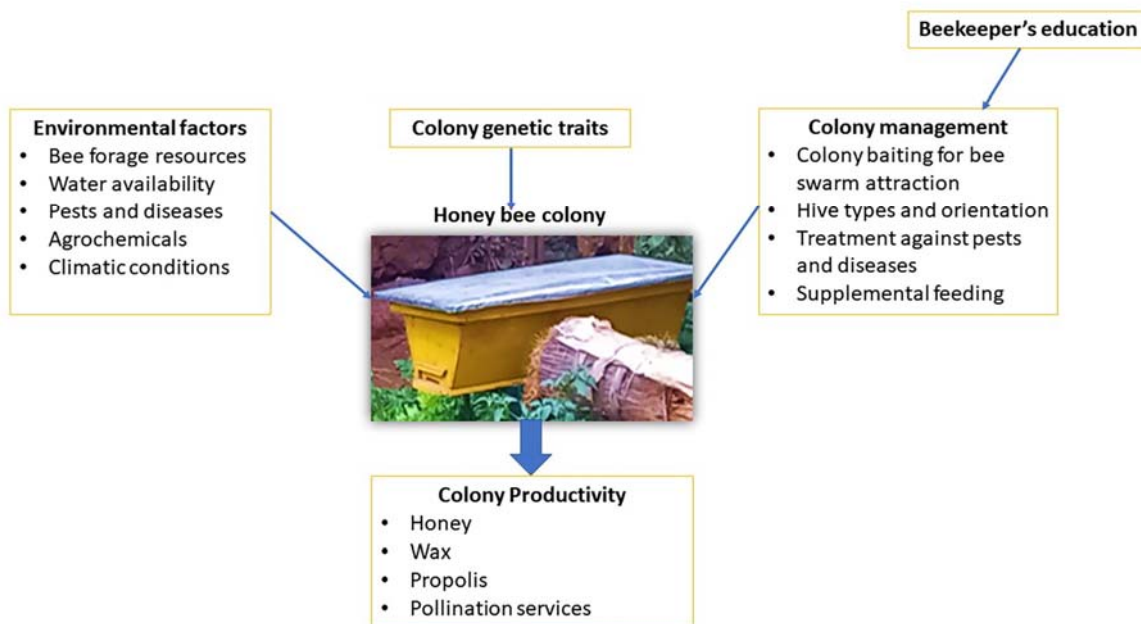 Beekeeper’s education
Environmental factors
• Bee forage resources
• Water availability
• Pests and diseases
• Agrochemicals
• Climatic conditions
Colony genetic traits
Colony management
• Colony baiting for bee
swarm attraction
• Hive types and orientation
• Treatment against pests
and diseases
• Supplemental feeding
Honey bee colony
Colony Productivity
• Honey
• Wax
• Propolis
• Pollination services